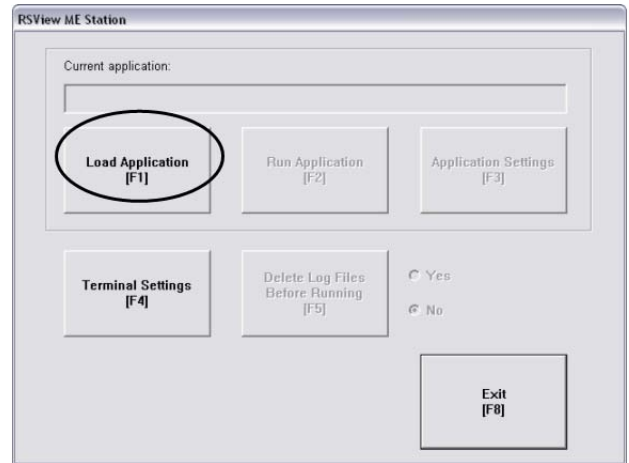 RSView ME Station
Current application:
Load Application
[F1]
Run Application
[F2]
Application Settings
[F3]
Terminal Settings
[F4]
Delete Log Files
Before Running
[F5]
Yes
No
Exit
[F8]